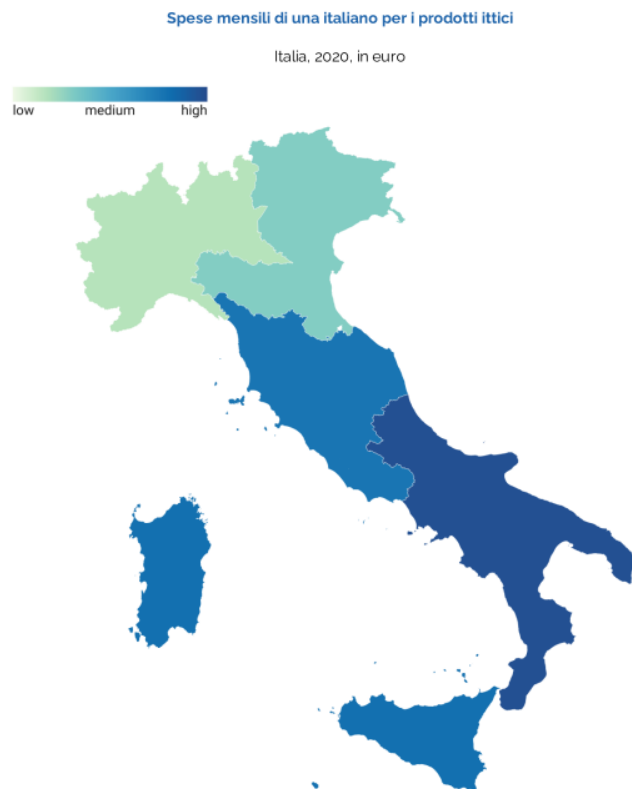 Spese mensili di una italiano per i prodotti ittici
Italia, 2020, in euro
low medium high